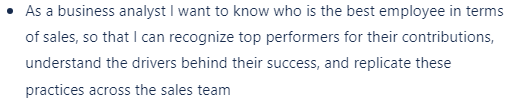 • As a business analyst I want to know who is the best employee in terms
of sales, so that I can recognize top performers for their contributions,
understand the drivers behind their success, and replicate these
practices across the sales team